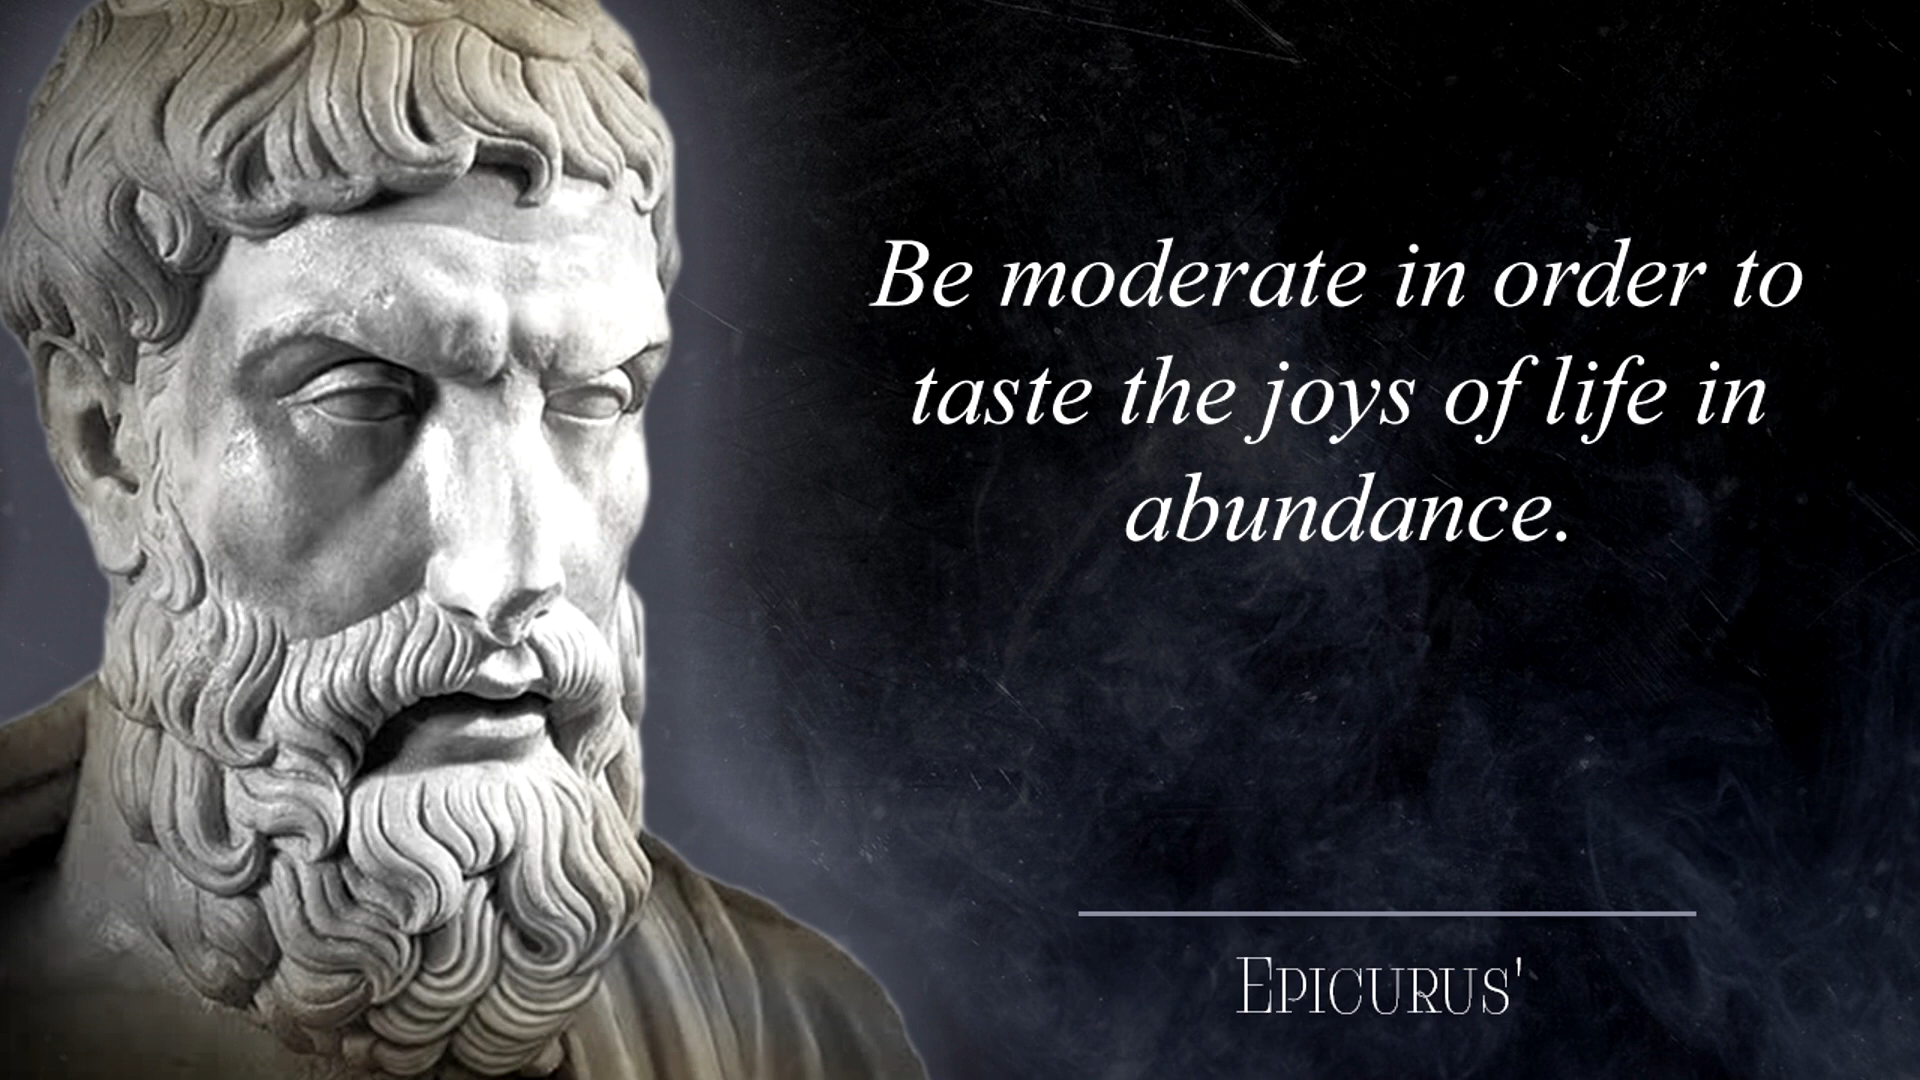 Be moderate in order to
taste the joys of life in
abundance.
EPICURUS'